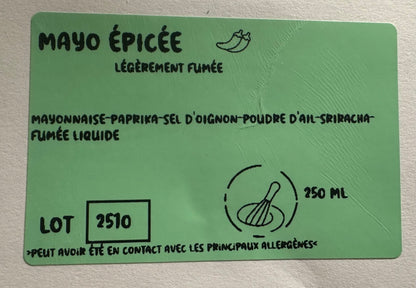 MAYO ÉPICÉE
LÉGÈREMENT FUMÉE
MAYONNAISE-PAPRIKA-SEL D'OIGNON-POUDRE D'AIL-SRIRACHA-
FUMÉE LIQUIDE
250 ML
LOT 2510
>PEUT AVOIR ÉTÉ EN CONTACT AVEC LES PRINCIPAUX ALLERGÈNES<